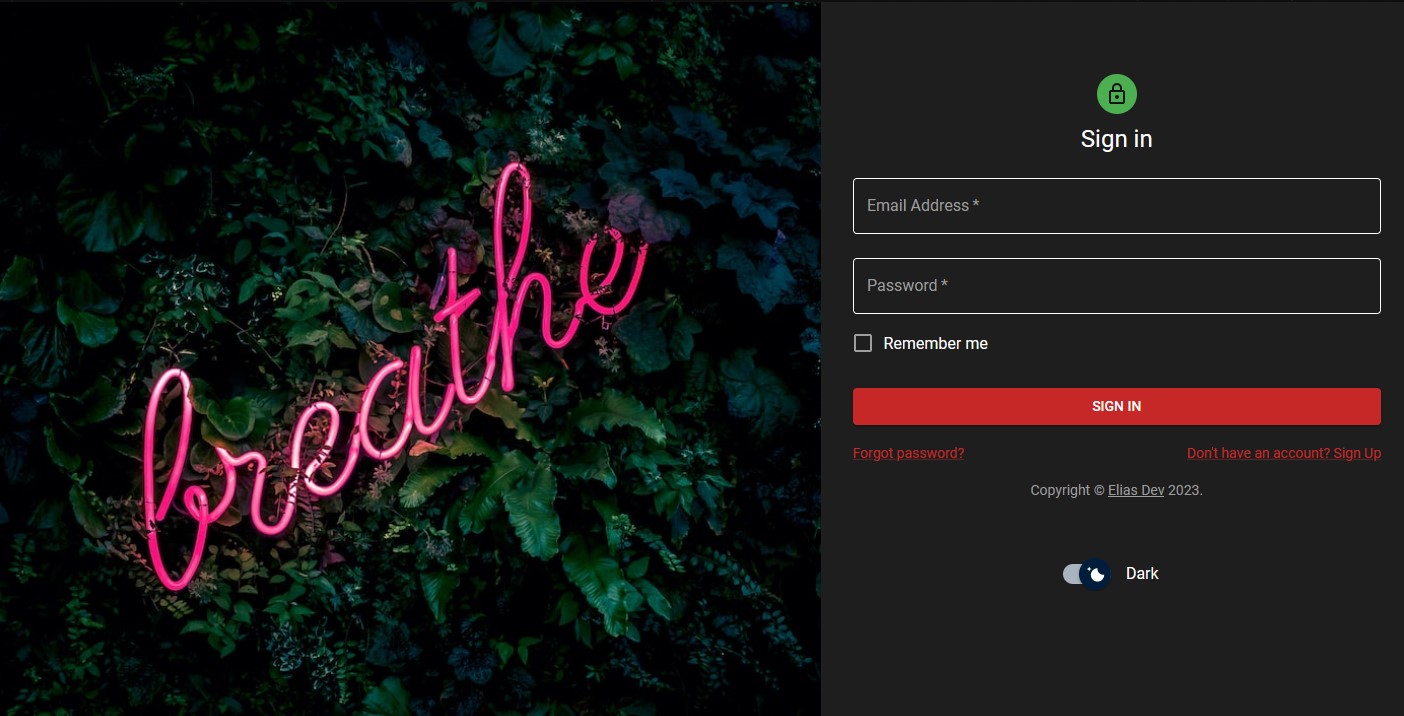 breathe
Sign in
Email Address *
Password *
Remember me
SIGN IN
Forgot password? Don't have an account? Sign Up
Copyright © Elias Dev 2023.
Dark